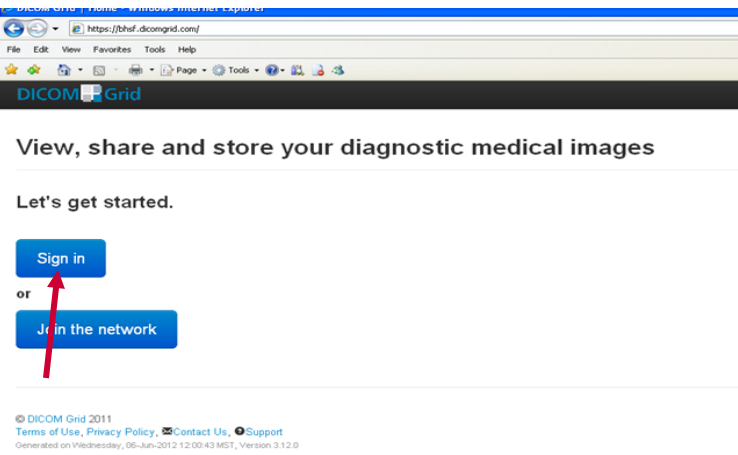 DICOM Grid | Home - Windows Internet Explorer
https://bhsf.dicomgrid.com/
File Edit View Favorites Tools Help
Page Tools
DICOM Grid
View, share and store your diagnostic medical images
Let's get started.
Sign in
or
Join the network
© DICOM Grid 2011
Terms of Use, Privacy Policy, Contact Us, Support
Generated on Wednesday, 06-Jun-2012 12:00:43 MST, Version 3.12.0